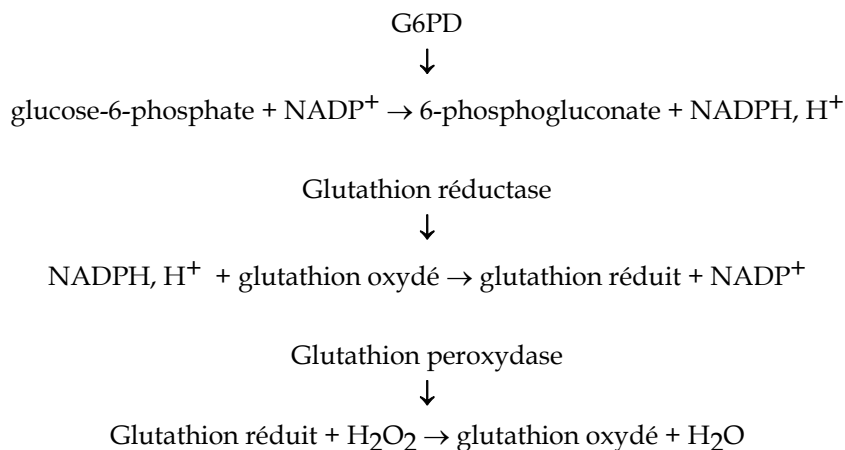 G6PD
↓
glucose-6-phosphate + NADP⁺ → 6-phosphogluconate + NADPH, H⁺
Glutathion réductase
↓
NADPH, H⁺ + glutathion oxydé → glutathion réduit + NADP⁺
Glutathion peroxydase
↓
Glutathion réduit + H₂O₂ → glutathion oxydé + H₂O